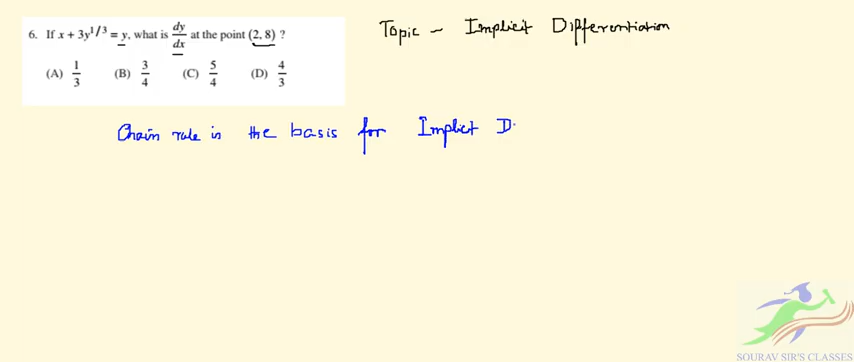 6. If x + 3y^1/3 = y, what is dy/dx at the point (2, 8) ?
(A) 1/3 (B) 3/4 (C) 5/4 (D) 4/3
Topic - Implicit Differentiation
Chain rule is the basis for Implict D
SOURAV SIR'S CLASSES